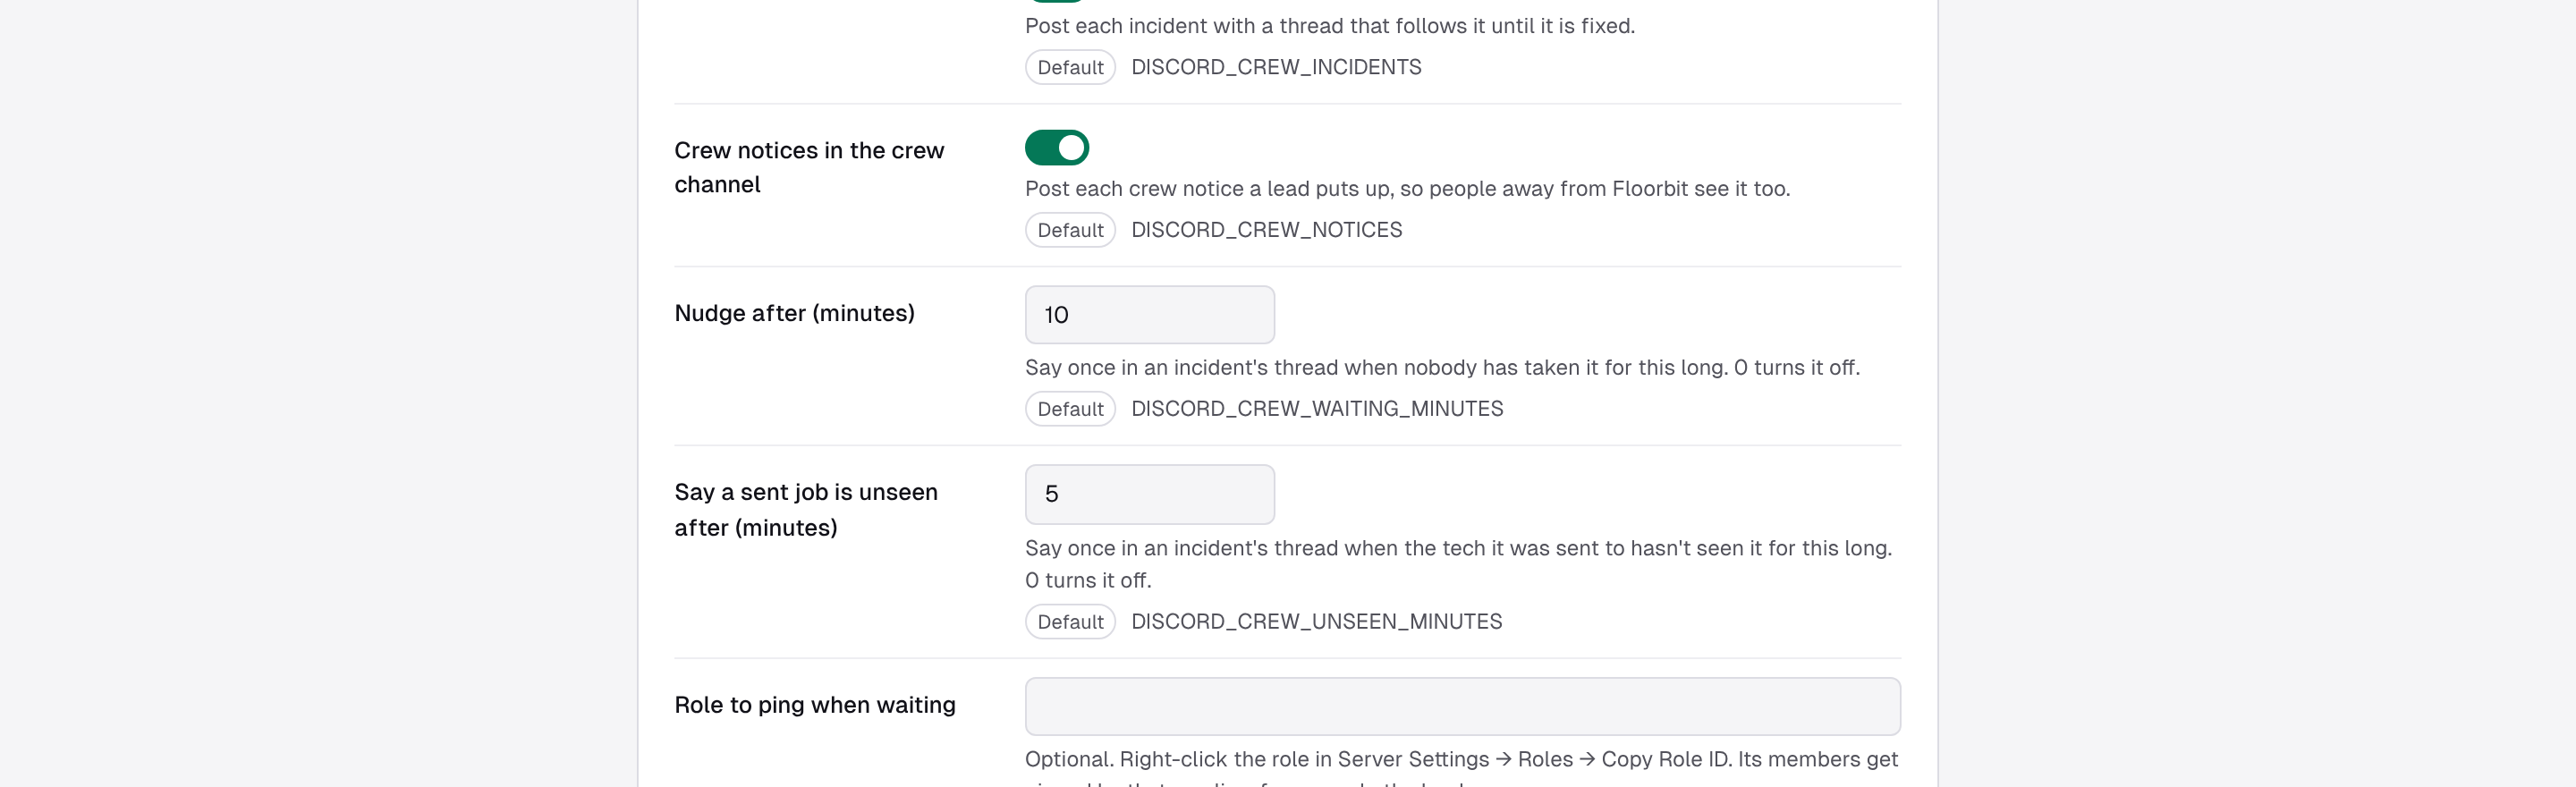 Post each incident with a thread that follows it until it is fixed.
Default DISCORD_CREW_INCIDENTS
Crew notices in the crew
channel
Post each crew notice a lead puts up, so people away from Floorbit see it too.
Default DISCORD_CREW_NOTICES
Nudge after (minutes)
10
Say once in an incident's thread when nobody has taken it for this long. 0 turns it off.
Default DISCORD_CREW_WAITING_MINUTES
Say a sent job is unseen
after (minutes)
5
Say once in an incident's thread when the tech it was sent to hasn't seen it for this long.
0 turns it off.
Default DISCORD_CREW_UNSEEN_MINUTES
Role to ping when waiting
Optional. Right-click the role in Server Settings → Roles → Copy Role ID. Its members get